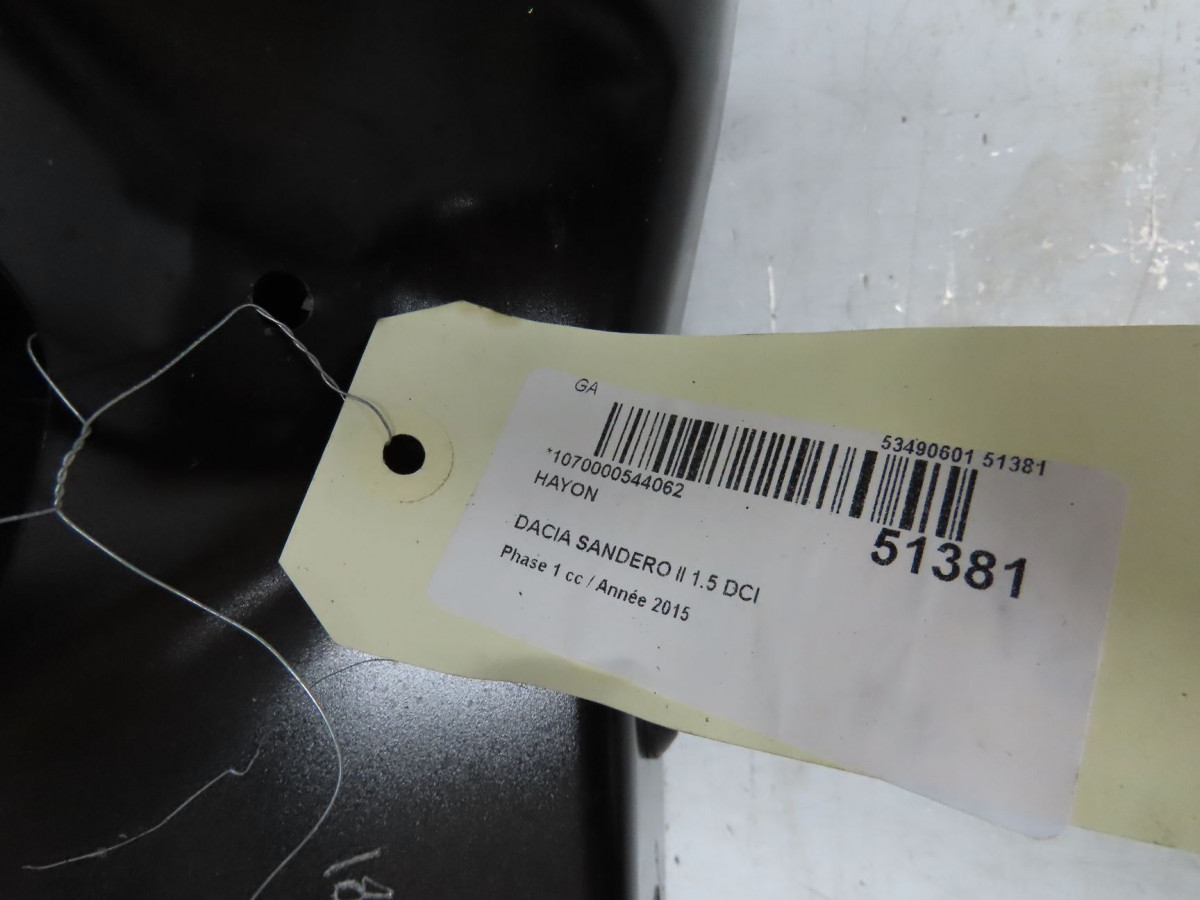 GA
53490601 51381
*1070000544062
HAYON
51381
DACIA SANDERO II 1.5 DCI
Phase 1 cc / Année 2015